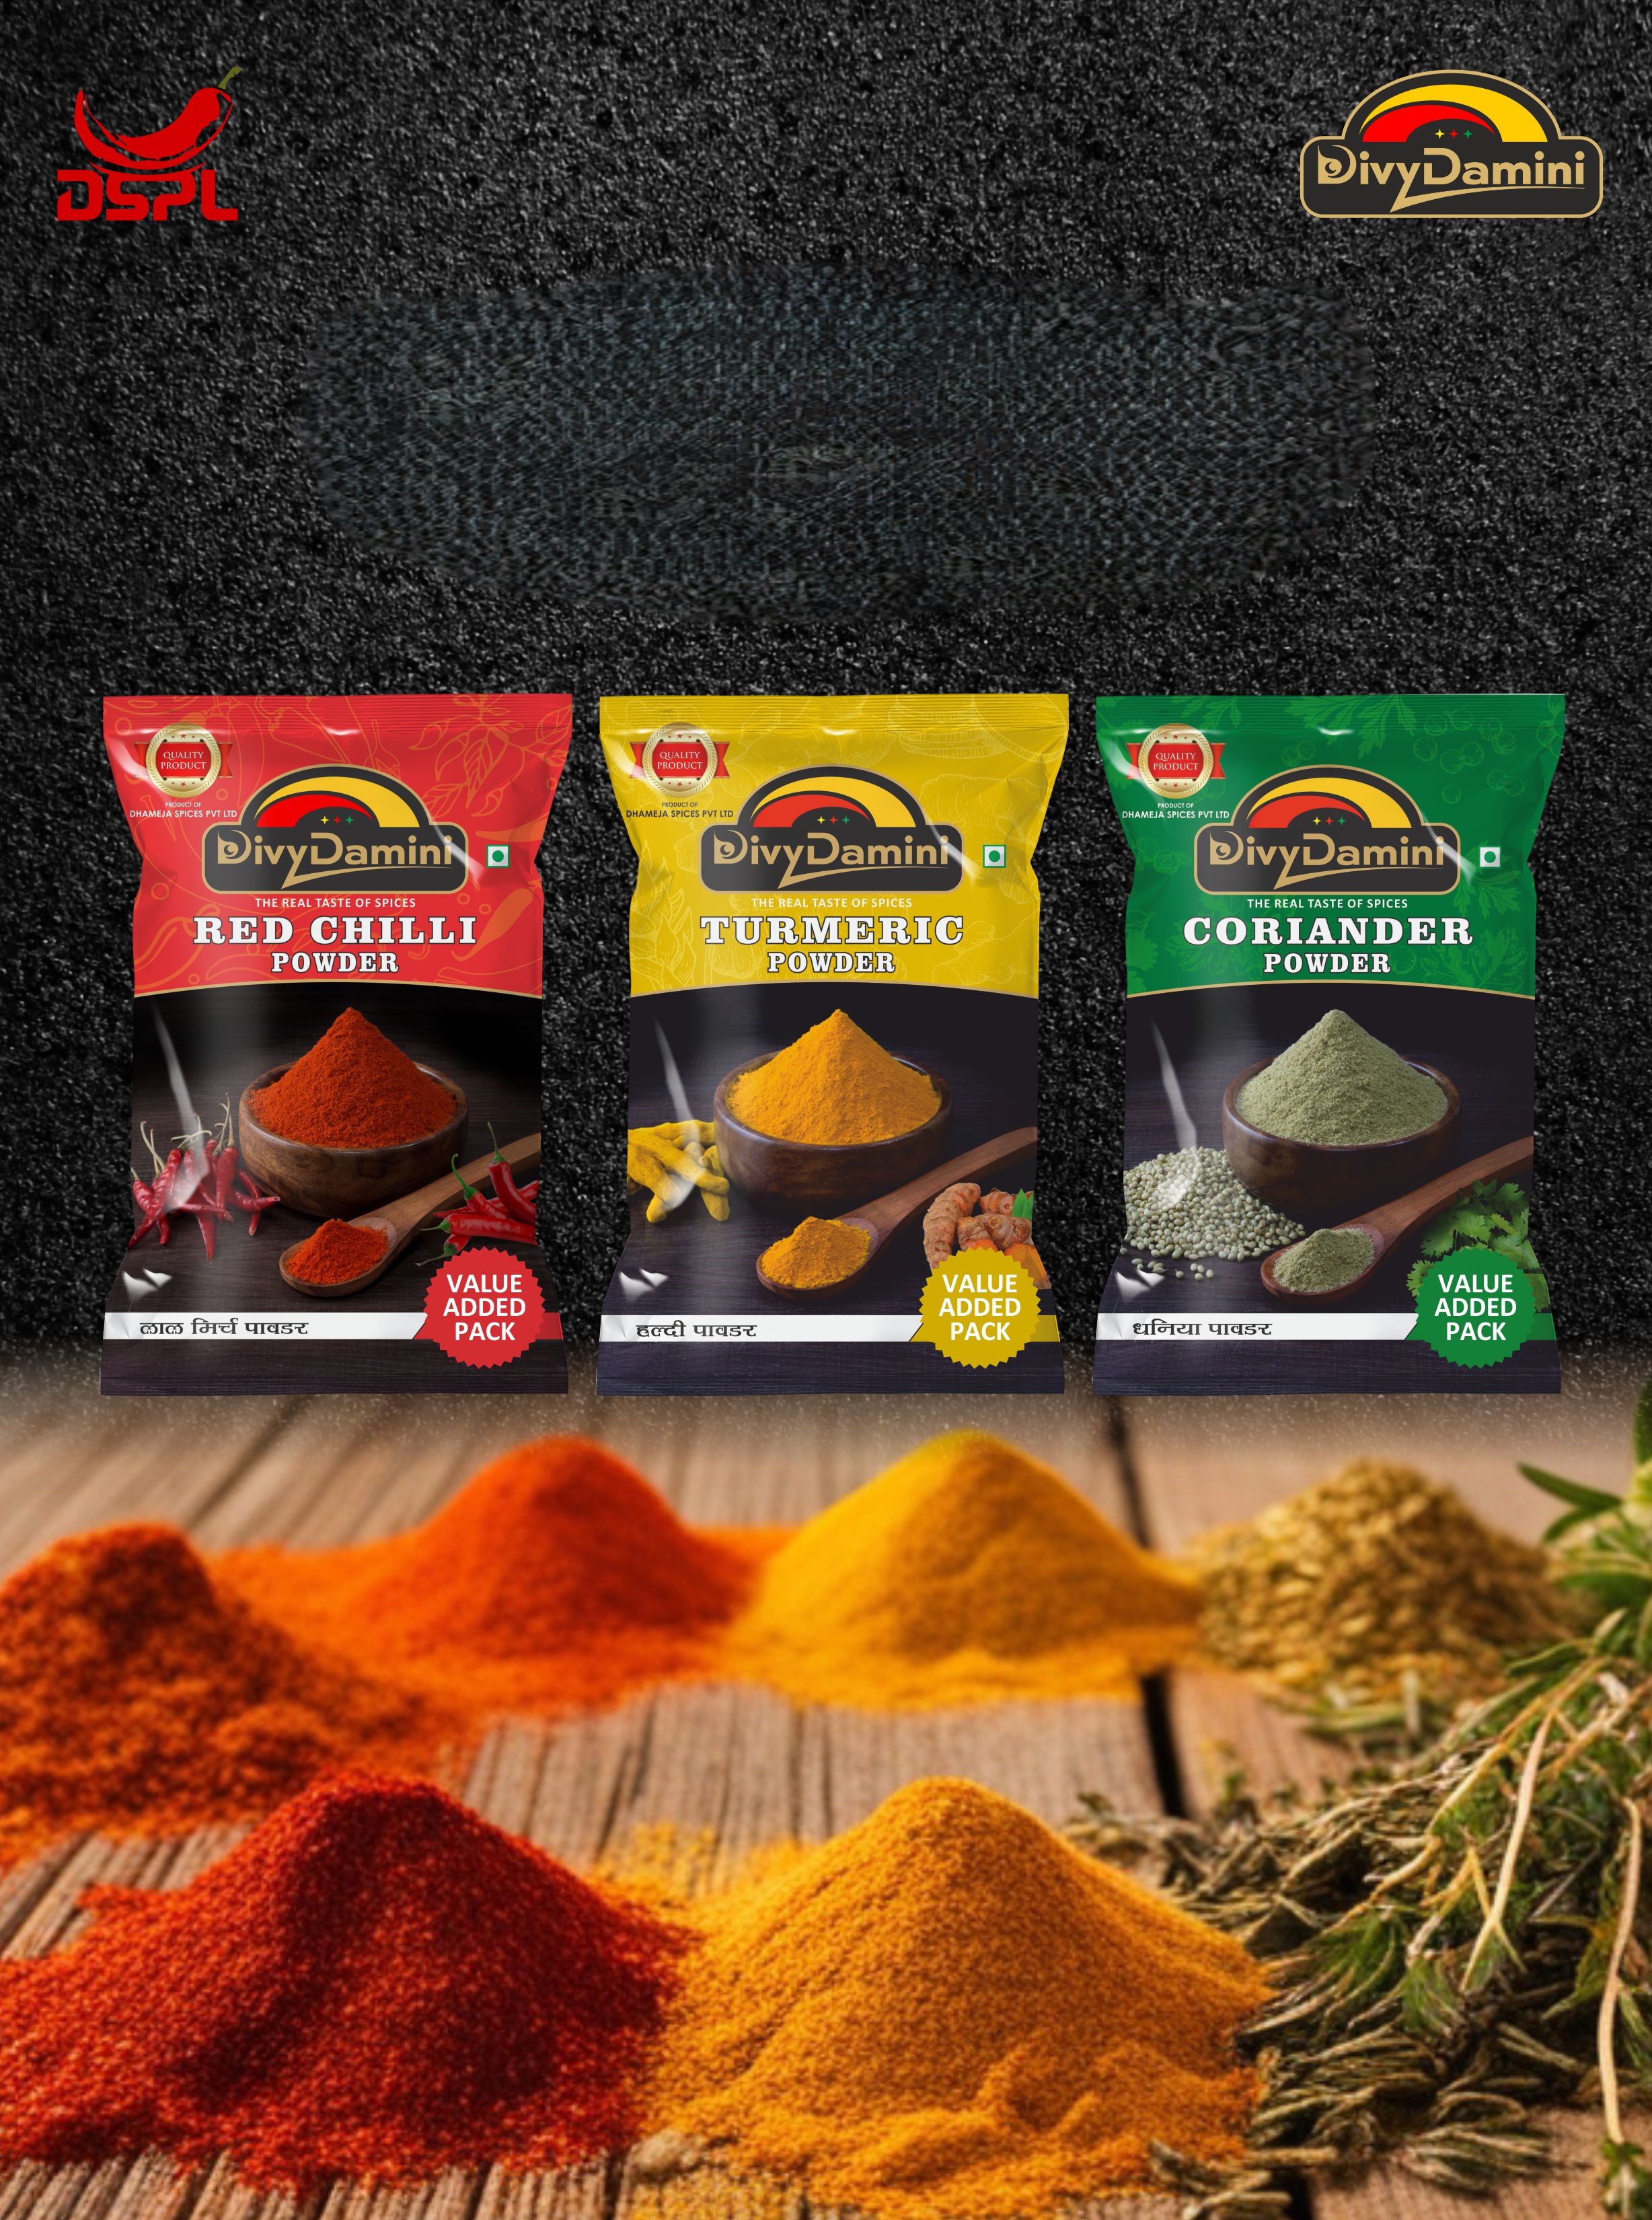 DSPL
DivyDamini
QUALITY
PRODUCT
PRODUCT OF
DHAMEJA SPICES PVT LTD
DivyDamini
THE REAL TASTE OF SPICES
RED CHILLI
POWDER
VALUE
ADDED
PACK
लाल मिर्च पावडर
QUALITY
PRODUCT
PRODUCT OF
DHAMEJA SPICES PVT LTD
DivyDamini
THE REAL TASTE OF SPICES
TURMERIC
POWDER
VALUE
ADDED
PACK
हल्दी पावडर
QUALITY
PRODUCT
PRODUCT OF
DHAMEJA SPICES PVT LTD
DivyDamini
THE REAL TASTE OF SPICES
CORIANDER
POWDER
VALUE
ADDED
PACK
धनिया पावडर